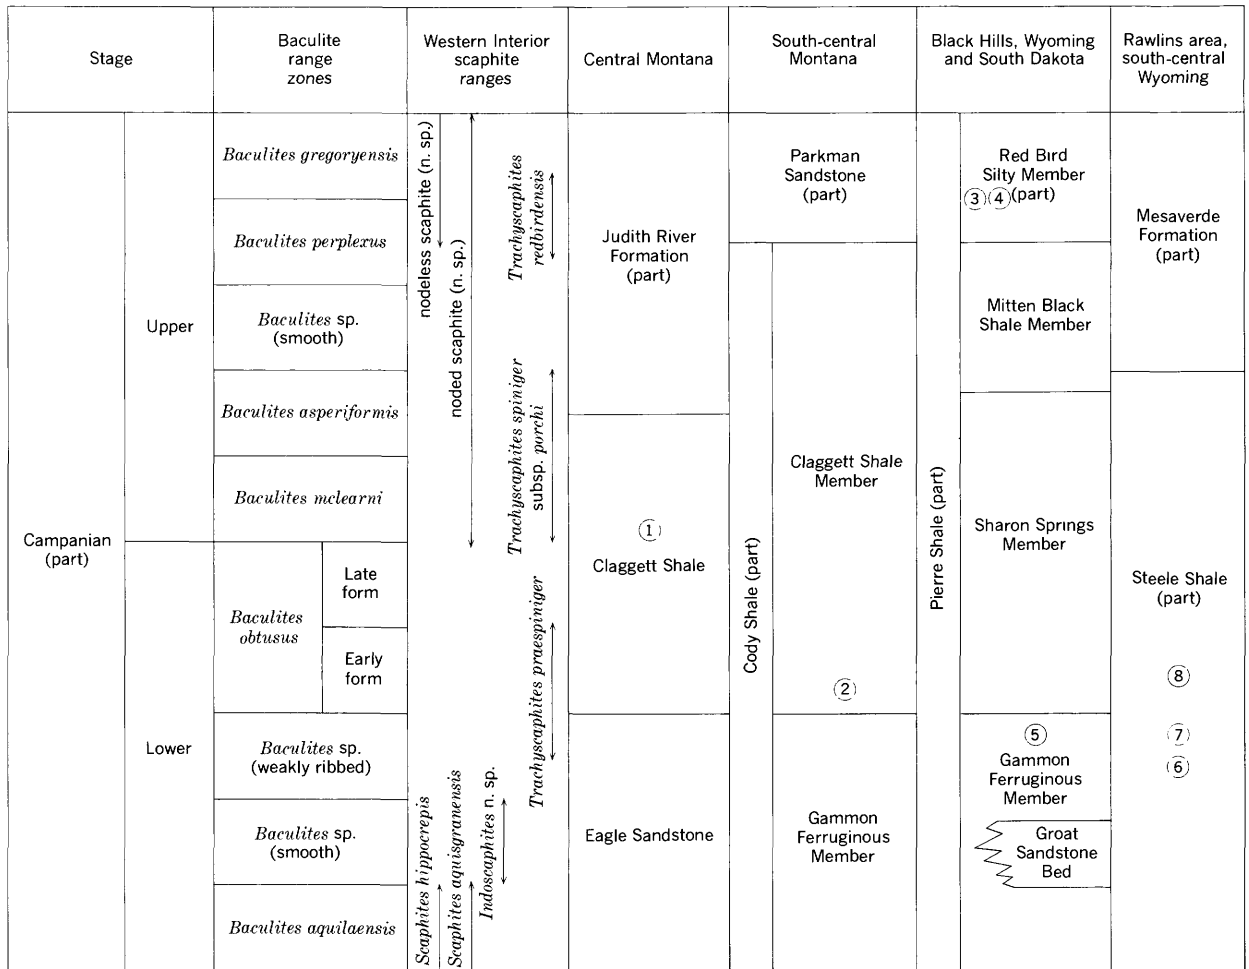 Stage
Baculite
range
zones
Western Interior
scaphite
ranges
Central Montana
South-central
Montana
Black Hills, Wyoming
and South Dakota
Rawlins area,
south-central
Wyoming
Campanian
(part)
Upper
Lower
Baculites gregoryensis
Baculites perplexus
Baculites sp.
(smooth)
Baculites asperiformis
Baculites mclearni
Baculites
obtusus
Late
form
Early
form
Baculites sp.
(weakly ribbed)
Baculites sp.
(smooth)
Baculites aquilaensis
nodeless scaphite (n. sp.)
noded scaphite (n. sp.)
Trachyscaphites
redbirdensis
Trachyscaphites spiniger
subsp. porchi
Trachyscaphites praespiniger
Scaphites hippocrepis
Scaphites aquisgranensis
Indoscaphites n. sp.
Judith River
Formation
(part)
1
Claggett Shale
Eagle Sandstone
Parkman
Sandstone
(part)
Cody Shale (part)
Claggett Shale
Member
2
Gammon
Ferruginous
Member
Pierre Shale (part)
Red Bird
Silty Member
3 4 (part)
Mitten Black
Shale Member
Sharon Springs
Member
5
Gammon
Ferruginous
Member
Groat
Sandstone
Bed
Mesaverde
Formation
(part)
Steele Shale
(part)
8
7
6